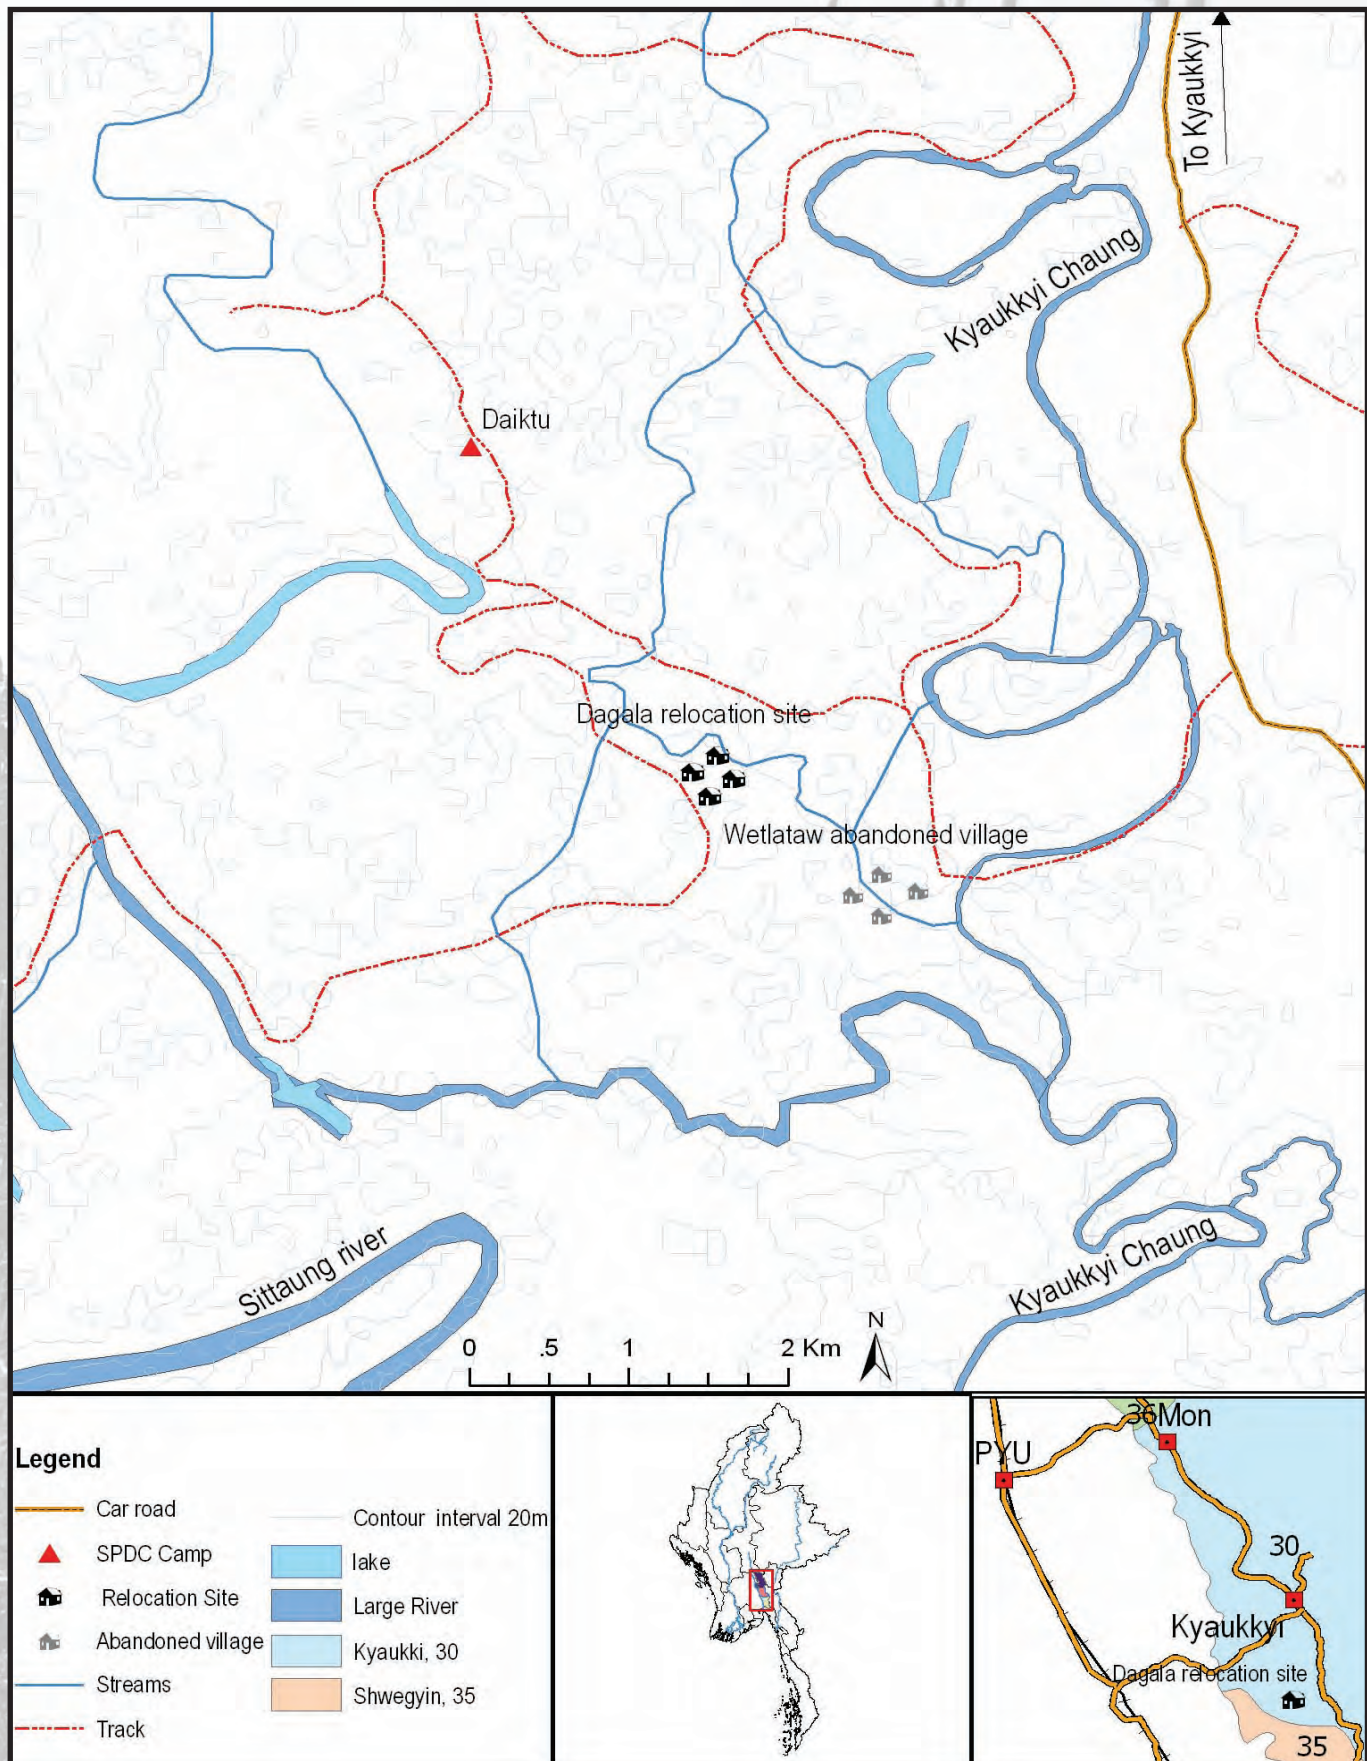 To Kyaukkyi
Kyaukkyi Chaung
Daiktu
Dagala relocation site
Wetlataw abandoned village
Sittaung river
Kyaukkyi Chaung
N
0 .5 1 2 Km
Legend
Car road
SPDC Camp
Relocation Site
Abandoned village
Streams
Track
Contour interval 20m
lake
Large River
Kyaukki, 30
Shwegyin, 35
36Mon
PYU
30
Kyaukkyi
Dagala relocation site
35